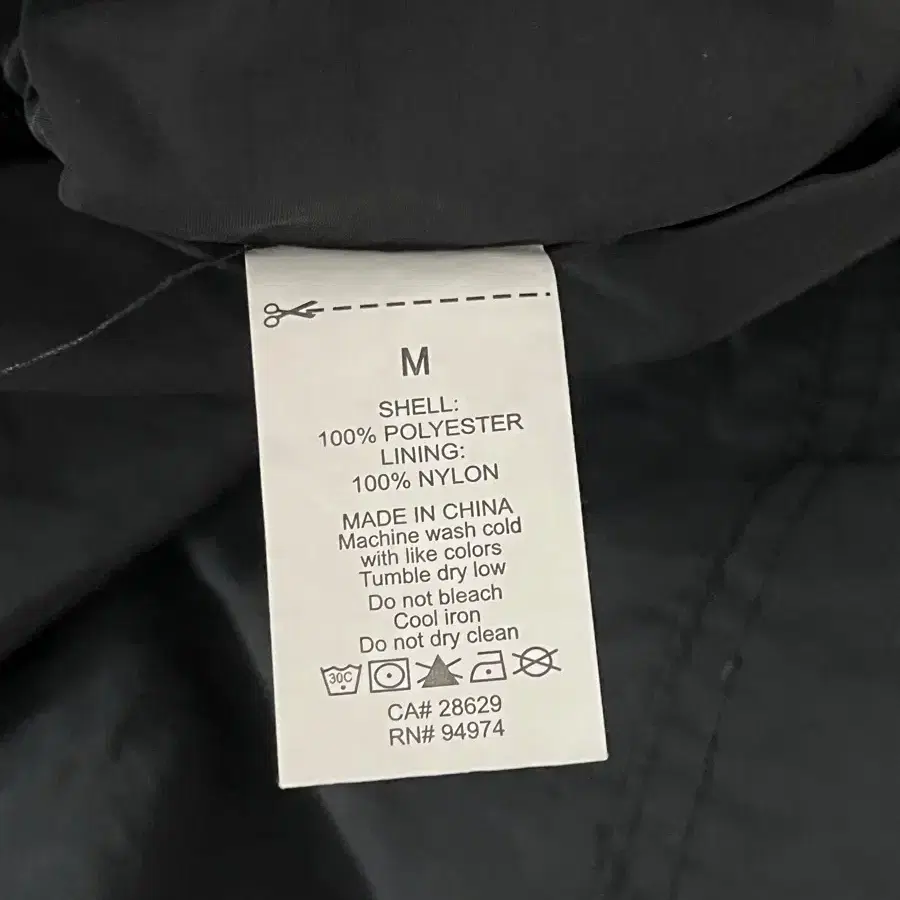 M
SHELL:
100% POLYESTER
LINING:
100% NYLON
MADE IN CHINA
Machine wash cold
with like colors
Tumble dry low
Do not bleach
Cool iron
Do not dry clean
30C
CA# 28629
RN# 94974